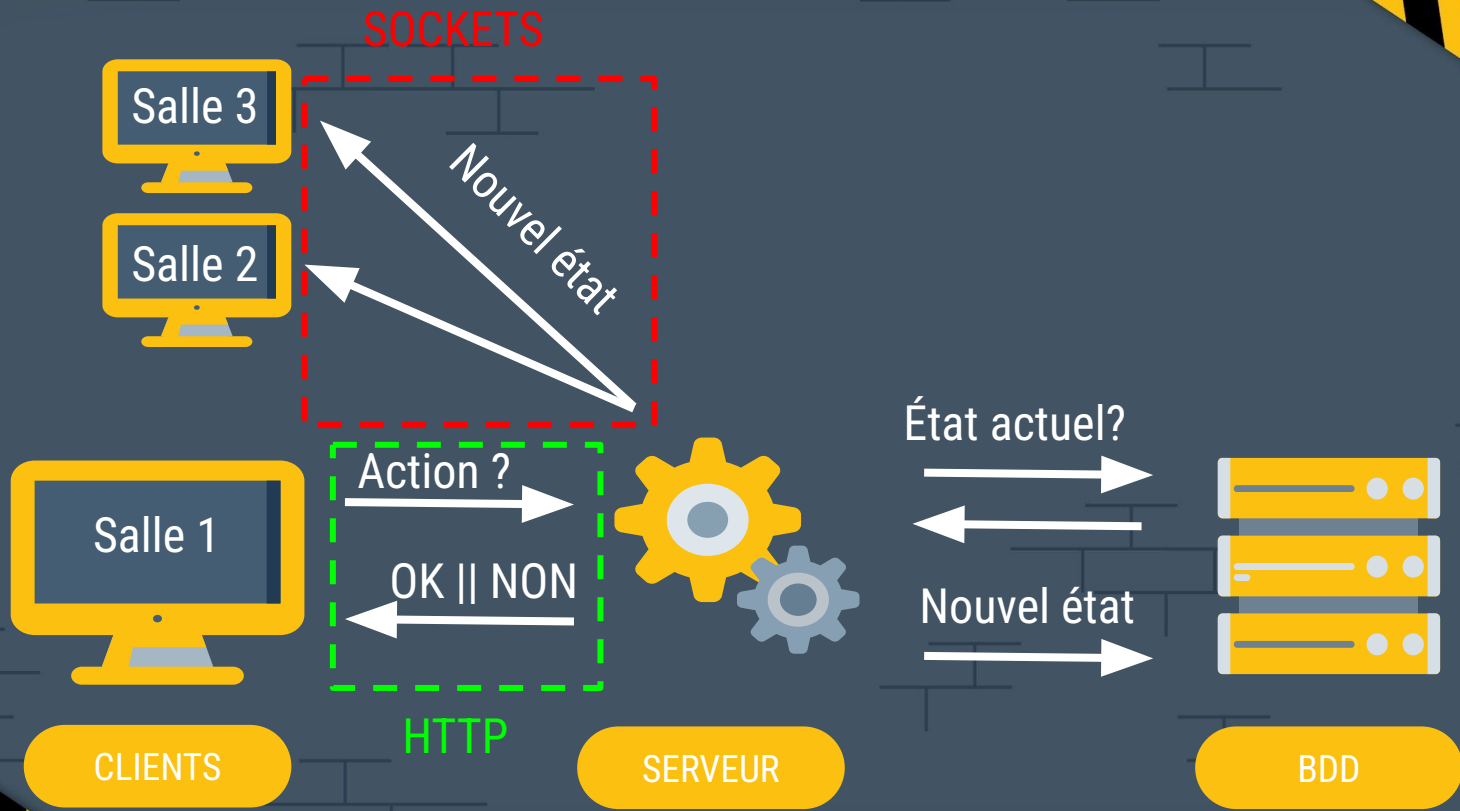 SOCKETS
Salle 3
Nouvel état
Salle 2
État actuel?
Action ?
Salle 1
OK || NON
Nouvel état
HTTP
CLIENTS
SERVEUR
BDD